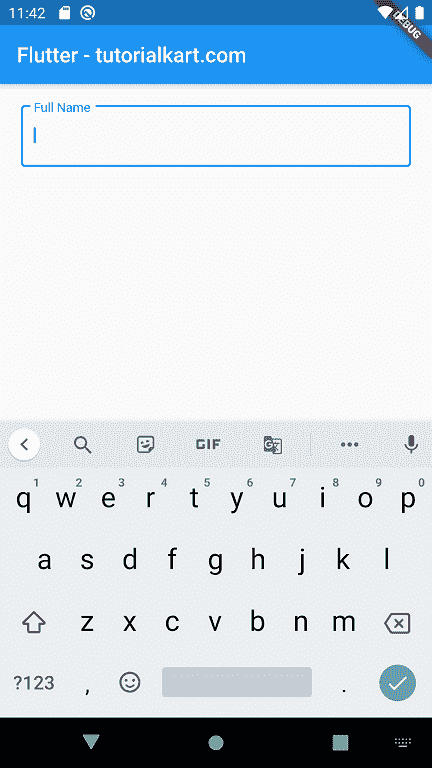 11:42
DEBUG
Flutter - tutorialkart.com
Full Name
GIF
1 2 3 4 5 6 7 8 9 0
q w e r t y u i o p
a s d f g h j k l
z x c v b n m
?123 , .